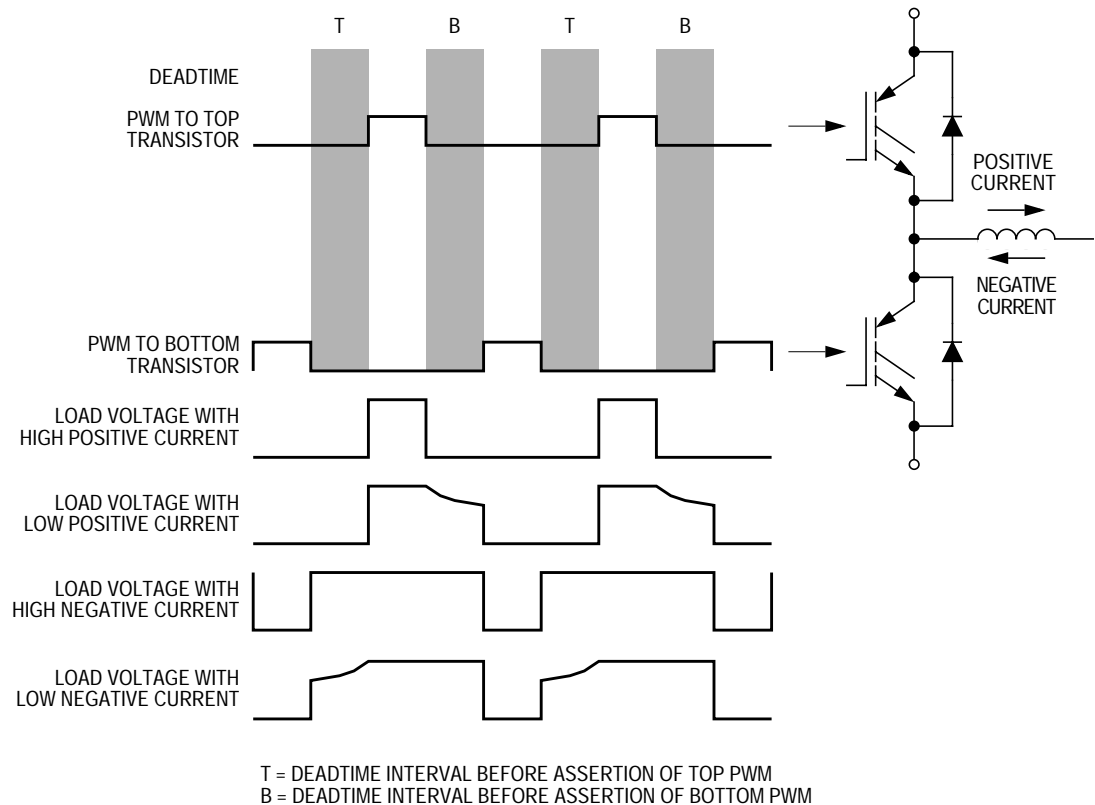 T B T B
DEADTIME
PWM TO TOP
TRANSISTOR
POSITIVE
CURRENT
NEGATIVE
CURRENT
PWM TO BOTTOM
TRANSISTOR
LOAD VOLTAGE WITH
HIGH POSITIVE CURRENT
LOAD VOLTAGE WITH
LOW POSITIVE CURRENT
LOAD VOLTAGE WITH
HIGH NEGATIVE CURRENT
LOAD VOLTAGE WITH
LOW NEGATIVE CURRENT
T = DEADTIME INTERVAL BEFORE ASSERTION OF TOP PWM
B = DEADTIME INTERVAL BEFORE ASSERTION OF BOTTOM PWM